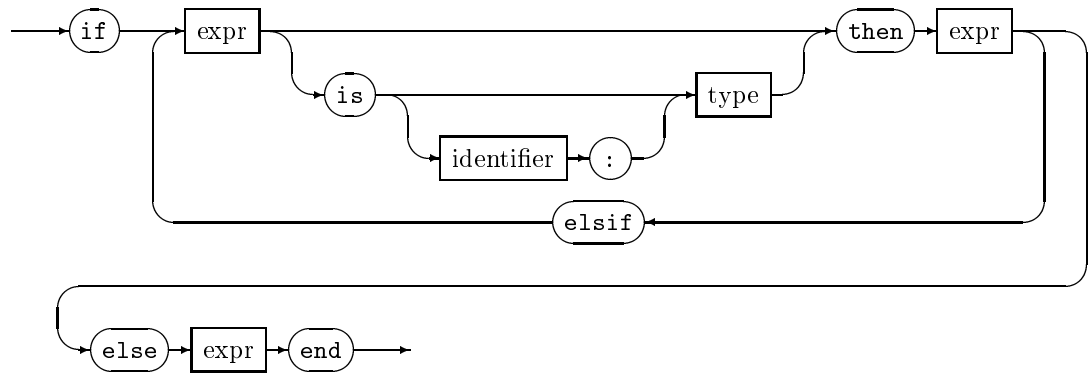 if expr then expr
is type
identifier :
elsif
else expr end